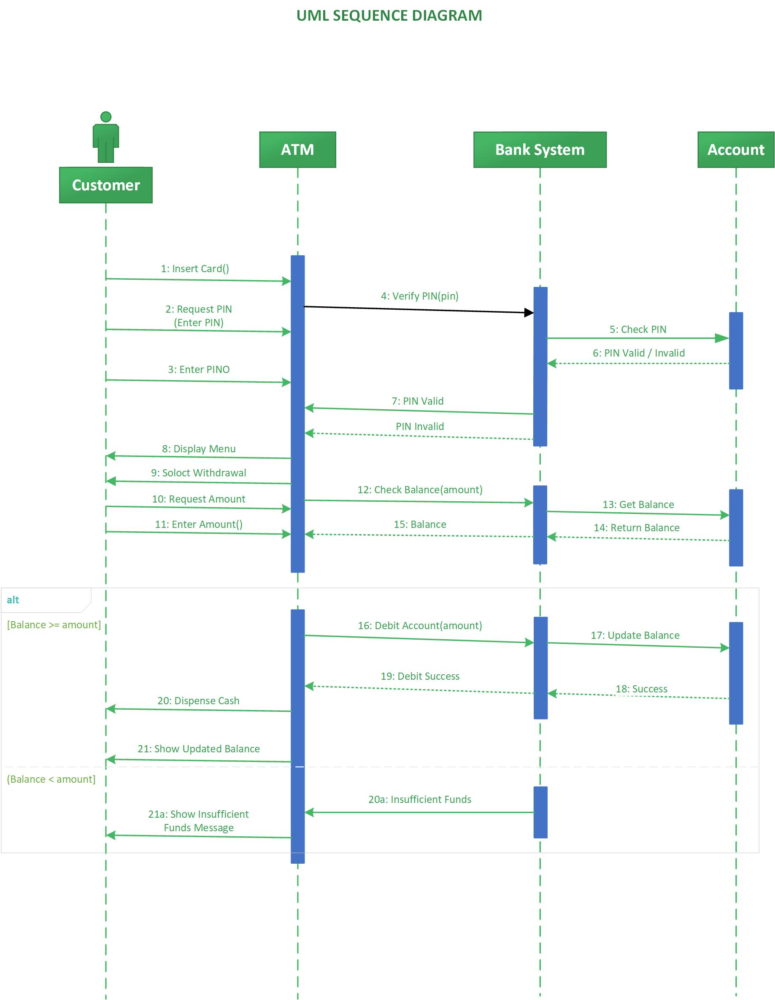 UML SEQUENCE DIAGRAM
ATM
Bank System
Account
Customer
1: Insert Card()
4: Verify PIN(pin)
2: Request PIN
(Enter PIN)
5: Check PIN
6: PIN Valid / Invalid
3: Enter PINO
7: PIN Valid
PIN Invalid
8: Display Menu
9: Soloct Withdrawal
12: Check Balance(amount)
10: Request Amount
13: Get Balance
11: Enter Amount()
15: Balance
14: Return Balance
alt
[Balance >= amount]
16: Debit Account(amount)
17: Update Balance
19: Debit Success
18: Success
20: Dispense Cash
21: Show Updated Balance
(Balance < amount]
20a: Insufficient Funds
21a: Show Insufficient
Funds Message